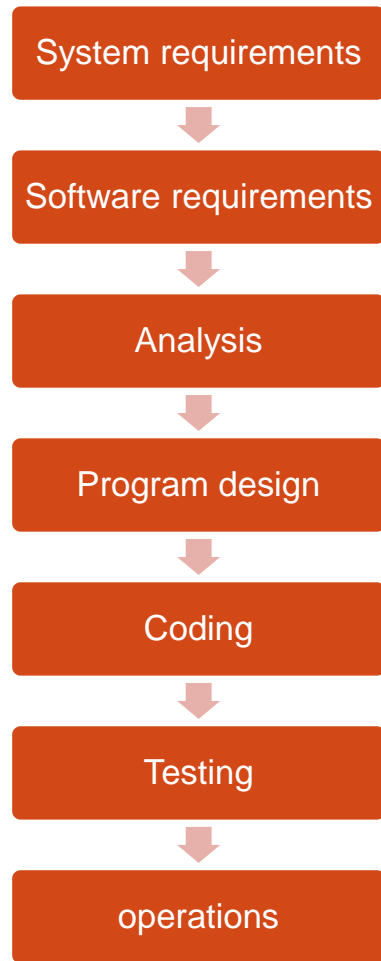 System requirements
Software requirements
Analysis
Program design
Coding
Testing
operations